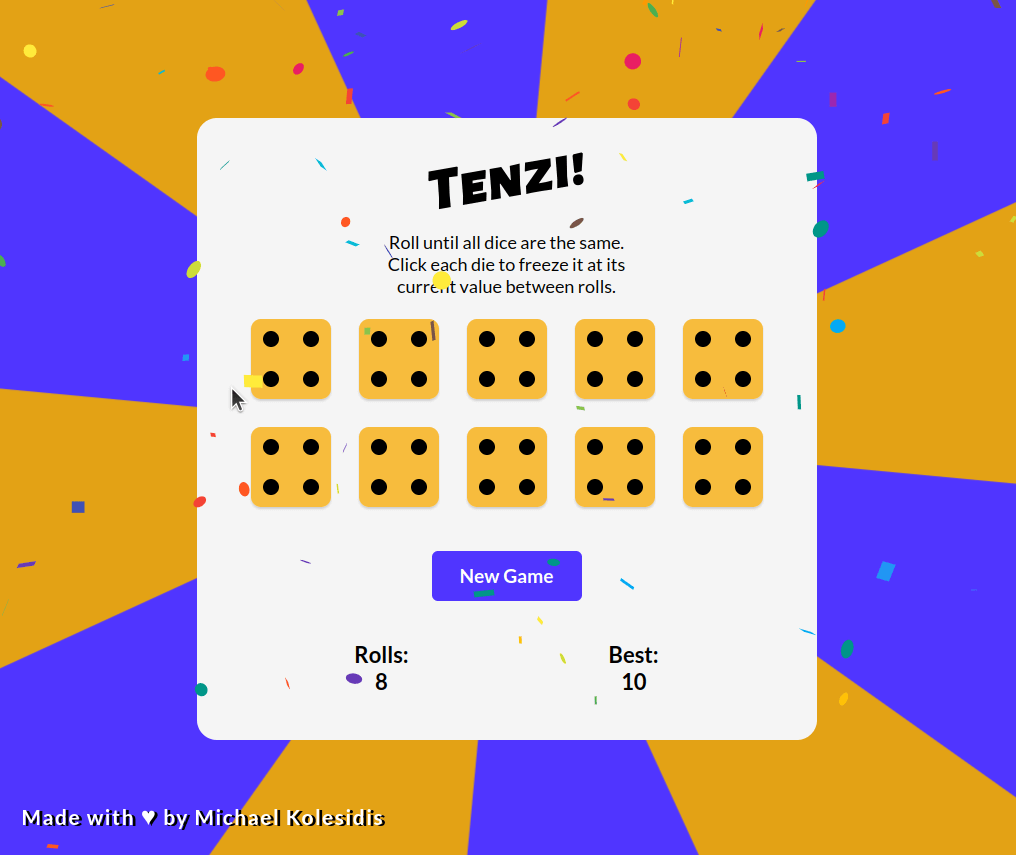 TENZI!
Roll until all dice are the same.
Click each die to freeze it at its
current value between rolls.
New Game
Rolls:
8
Best:
10
Made with ♥ by Michael Kolesidis